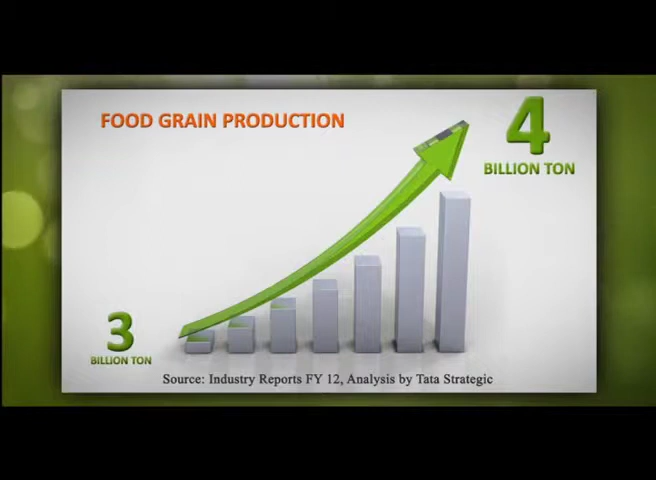 FOOD GRAIN PRODUCTION
4
BILLION TON
3
BILLION TON
Source: Industry Reports FY 12, Analysis by Tata Strategic